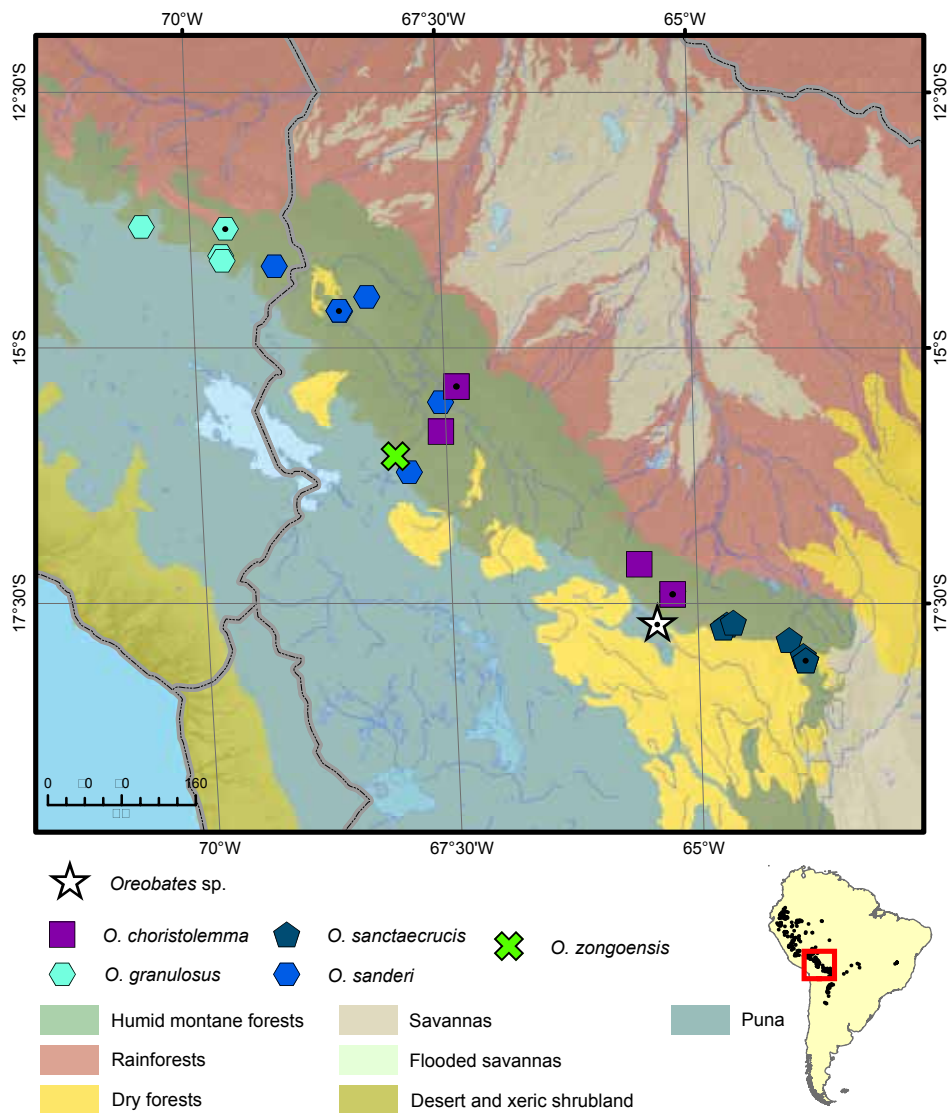 70°W 67°30'W 65°W
12°30'S 12°30'S
15°S 15°S
17°30'S 17°30'S
0 □0 □0 160
□□
70°W 67°30'W 65°W
Oreobates sp.
O. choristolemma O. sanctaecrucis O. zongoensis
O. granulosus O. sanderi
Humid montane forests Savannas Puna
Rainforests Flooded savannas
Dry forests Desert and xeric shrubland